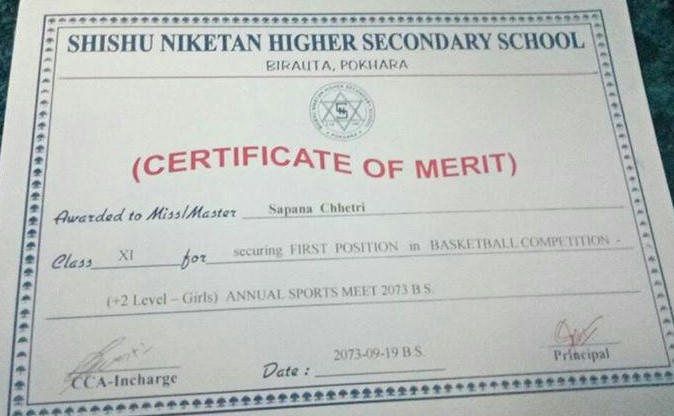 SHISHU NIKETAN HIGHER SECONDARY SCHOOL
BIRAUTA, POKHARA
(CERTIFICATE OF MERIT)
Awarded to Miss/Master Sapana Chhetri
Class XI for securing FIRST POSITION in BASKETBALL COMPETITION -
(+2 Level – Girls) ANNUAL SPORTS MEET 2073 B.S.
CCA-Incharge
Date : 2073-09-19 B.S.
Principal